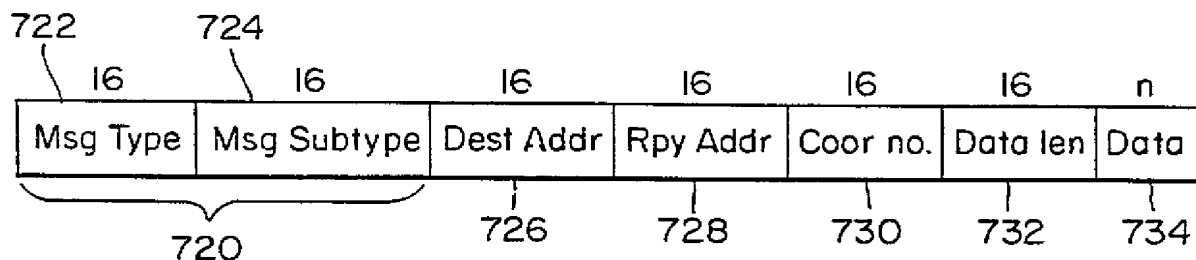 722 724
16 16 16 16 16 16 n
Msg Type Msg Subtype Dest Addr Rpy Addr Coor no. Data len Data
720 726 728 730 732 734